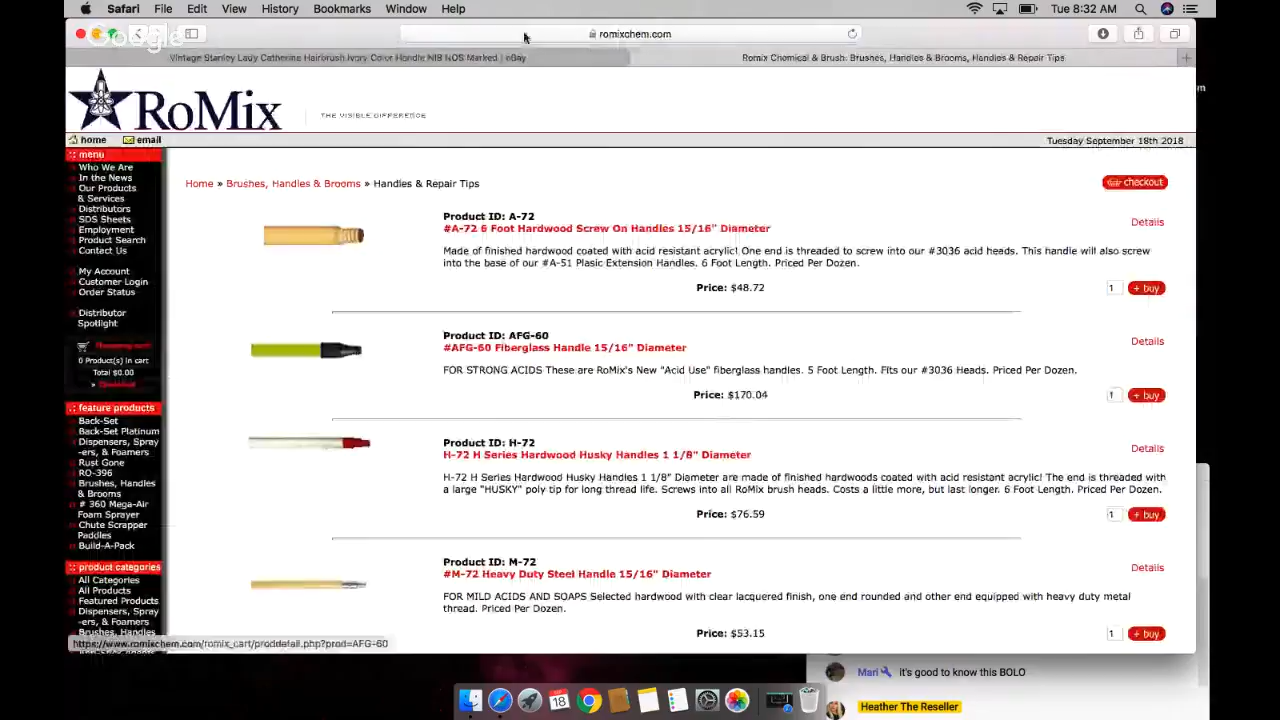 Safari File Edit View History Bookmarks Window Help Tue 8:32 AM
Google
romixchem.com
Vintage Stanley Lady Catherine Hairbrush Ivory Color Handle NIB NOS Marked | eBay
Romix Chemical & Brush: Brushes, Handles & Brooms, Handles & Repair Tips
RoMix
THE VISIBLE DIFFERENCE
home email
Tuesday September 18th 2018
:: menu
Who We Are
In the News
Our Products
& Services
Distributors
SDS Sheets
Employment
Product Search
Contact Us
My Account
Customer Login
Order Status
Distributor
Spotlight
0 Product(s) in cart
Total $0.00
» Checkout
:: feature products
Back-Set
Back-Set Platinum
Dispensers, Spray
-ers, & Foamers
Rust Gone
RO-396
Brushes, Handles
& Brooms
# 360 Mega-Air
Foam Sprayer
Chute Scrapper
Paddles
Build-A-Pack
:: product categories
All Categories
All Products
Featured Products
Dispensers, Spray
-ers, & Foamers
Brushes, Handles
Home » Brushes, Handles & Brooms » Handles & Repair Tips
checkout
Product ID: A-72
#A-72 6 Foot Hardwood Screw On Handles 15/16" Diameter
Details
Made of finished hardwood coated with acid resistant acrylic! One end is threaded to screw into our #3036 acid heads. This handle will also screw
into the base of our #A-51 Plasic Extension Handles. 6 Foot Length. Priced Per Dozen.
Price: $48.72
1 + buy
Product ID: AFG-60
#AFG-60 Fiberglass Handle 15/16" Diameter
Details
FOR STRONG ACIDS These are RoMix's New "Acid Use" fiberglass handles. 5 Foot Length. Fits our #3036 Heads. Priced Per Dozen.
Price: $170.04
1 + buy
Product ID: H-72
H-72 H Series Hardwood Husky Handles 1 1/8" Diameter
Details
H-72 H Series Hardwood Husky Handles 1 1/8" Diameter are made of finished hardwoods coated with acid resistant acrylic! The end is threaded with
a large "HUSKY" poly tip for long thread life. Screws into all RoMix brush heads. Costs a little more, but last longer. 6 Foot Length. Priced Per Dozen.
Price: $76.59
1 + buy
Product ID: M-72
#M-72 Heavy Duty Steel Handle 15/16" Diameter
Details
FOR MILD ACIDS AND SOAPS Selected hardwood with clear lacquered finish, one end rounded and other end equipped with heavy duty metal
thread. Priced Per Dozen.
Price: $53.15
1 + buy
https://www.romixchem.com/romix_cart/proddetail.php?prod=AFG-60
Mari it's good to know this BOLO
Heather The Reseller
18